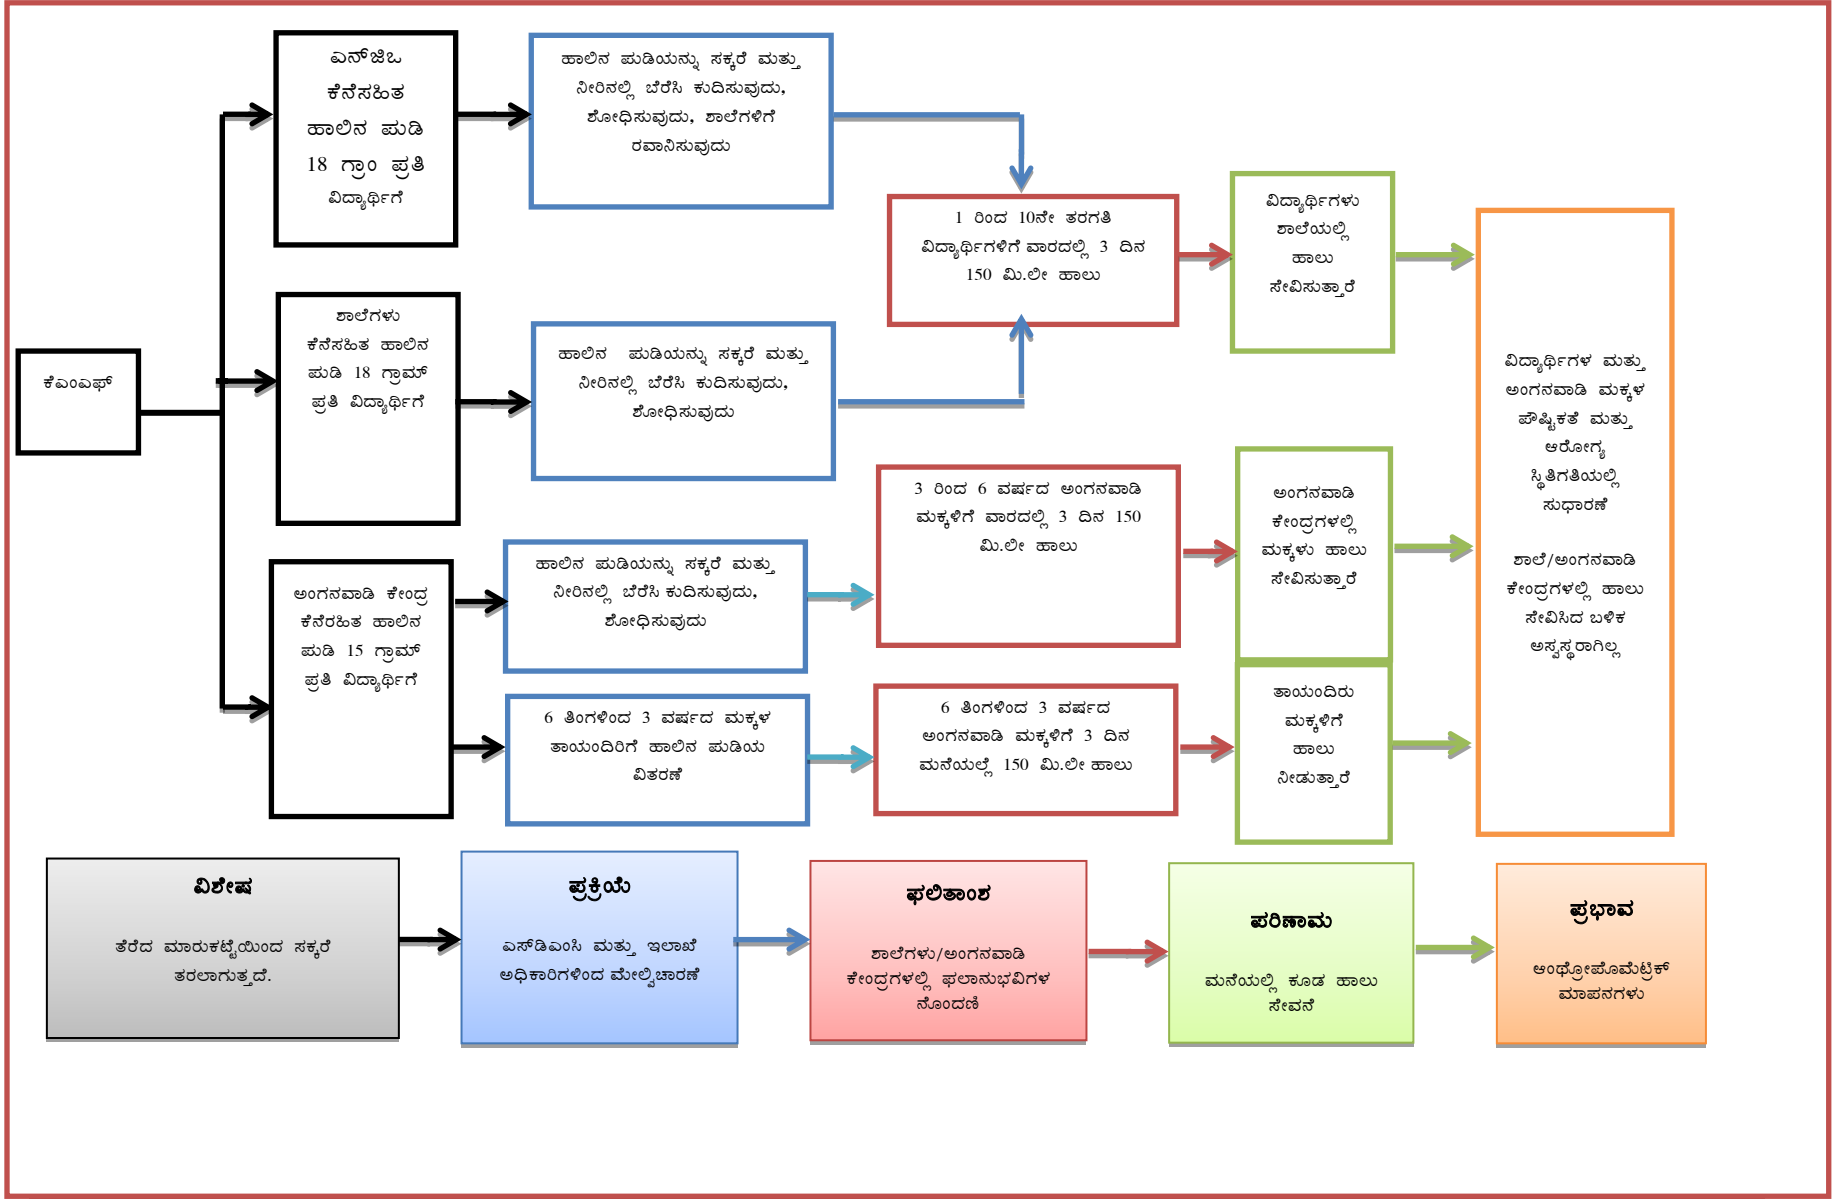 ಕೆಎಂಎಫ್
ಎನ್‌ಜಿಒ
ಕೆನೆಸಹಿತ
ಹಾಲಿನ ಪುಡಿ
18 ಗ್ರಾಂ ಪ್ರತಿ
ವಿದ್ಯಾರ್ಥಿಗೆ
ಹಾಲಿನ ಪುಡಿಯನ್ನು ಸಕ್ಕರೆ ಮತ್ತು
ನೀರಿನಲ್ಲಿ ಬೆರೆಸಿ ಕುದಿಸುವುದು,
ಶೋಧಿಸುವುದು, ಶಾಲೆಗಳಿಗೆ
ರವಾನಿಸುವುದು
1 ರಿಂದ 10ನೇ ತರಗತಿ
ವಿದ್ಯಾರ್ಥಿಗಳಿಗೆ ವಾರದಲ್ಲಿ 3 ದಿನ
150 ಮಿ.ಲೀ ಹಾಲು
ವಿದ್ಯಾರ್ಥಿಗಳು
ಶಾಲೆಯಲ್ಲಿ
ಹಾಲು
ಸೇವಿಸುತ್ತಾರೆ
ಶಾಲೆಗಳು
ಕೆನೆಸಹಿತ ಹಾಲಿನ
ಪುಡಿ 18 ಗ್ರಾಮ್
ಪ್ರತಿ ವಿದ್ಯಾರ್ಥಿಗೆ
ಹಾಲಿನ ಪುಡಿಯನ್ನು ಸಕ್ಕರೆ ಮತ್ತು
ನೀರಿನಲ್ಲಿ ಬೆರೆಸಿ ಕುದಿಸುವುದು,
ಶೋಧಿಸುವುದು
ಅಂಗನವಾಡಿ ಕೇಂದ್ರ
ಕೆನೆರಹಿತ ಹಾಲಿನ
ಪುಡಿ 15 ಗ್ರಾಮ್
ಪ್ರತಿ ವಿದ್ಯಾರ್ಥಿಗೆ
ಹಾಲಿನ ಪುಡಿಯನ್ನು ಸಕ್ಕರೆ ಮತ್ತು
ನೀರಿನಲ್ಲಿ ಬೆರೆಸಿ ಕುದಿಸುವುದು,
ಶೋಧಿಸುವುದು
3 ರಿಂದ 6 ವರ್ಷದ ಅಂಗನವಾಡಿ
ಮಕ್ಕಳಿಗೆ ವಾರದಲ್ಲಿ 3 ದಿನ 150
ಮಿ.ಲೀ ಹಾಲು
ಅಂಗನವಾಡಿ
ಕೇಂದ್ರಗಳಲ್ಲಿ
ಮಕ್ಕಳು ಹಾಲು
ಸೇವಿಸುತ್ತಾರೆ
6 ತಿಂಗಳಿಂದ 3 ವರ್ಷದ ಮಕ್ಕಳ
ತಾಯಂದಿರಿಗೆ ಹಾಲಿನ ಪುಡಿಯ
ವಿತರಣೆ
6 ತಿಂಗಳಿಂದ 3 ವರ್ಷದ
ಅಂಗನವಾಡಿ ಮಕ್ಕಳಿಗೆ 3 ದಿನ
ಮನೆಯಲ್ಲೆ 150 ಮಿ.ಲೀ ಹಾಲು
ತಾಯಂದಿರು
ಮಕ್ಕಳಿಗೆ
ಹಾಲು
ನೀಡುತ್ತಾರೆ
ವಿದ್ಯಾರ್ಥಿಗಳ ಮತ್ತು
ಅಂಗನವಾಡಿ ಮಕ್ಕಳ
ಪೌಷ್ಟಿಕತೆ ಮತ್ತು
ಆರೋಗ್ಯ
ಸ್ಥಿತಿಗತಿಯಲ್ಲಿ
ಸುಧಾರಣೆ
ಶಾಲೆ/ಅಂಗನವಾಡಿ
ಕೇಂದ್ರಗಳಲ್ಲಿ ಹಾಲು
ಸೇವಿಸಿದ ಬಳಿಕ
ಅಸ್ವಸ್ಥರಾಗಿಲ್ಲ
ವಿಶೇಷ
ತೆರೆದ ಮಾರುಕಟ್ಟೆಯಿಂದ ಸಕ್ಕರೆ
ತರಲಾಗುತ್ತದೆ.
ಪ್ರಕ್ರಿಯೆ
ಎಸ್‌ಡಿಎಂಸಿ ಮತ್ತು ಇಲಾಖೆ
ಅಧಿಕಾರಿಗಳಿಂದ ಮೇಲ್ವಿಚಾರಣೆ
ಫಲಿತಾಂಶ
ಶಾಲೆಗಳು/ಅಂಗನವಾಡಿ
ಕೇಂದ್ರಗಳಲ್ಲಿ ಫಲಾನುಭವಿಗಳ
ನೊಂದಣಿ
ಪರಿಣಾಮ
ಮನೆಯಲ್ಲಿ ಕೂಡ ಹಾಲು
ಸೇವನೆ
ಪ್ರಭಾವ
ಆಂಥ್ರೋಪೊಮೆಟ್ರಿಕ್
ಮಾಪನಗಳು